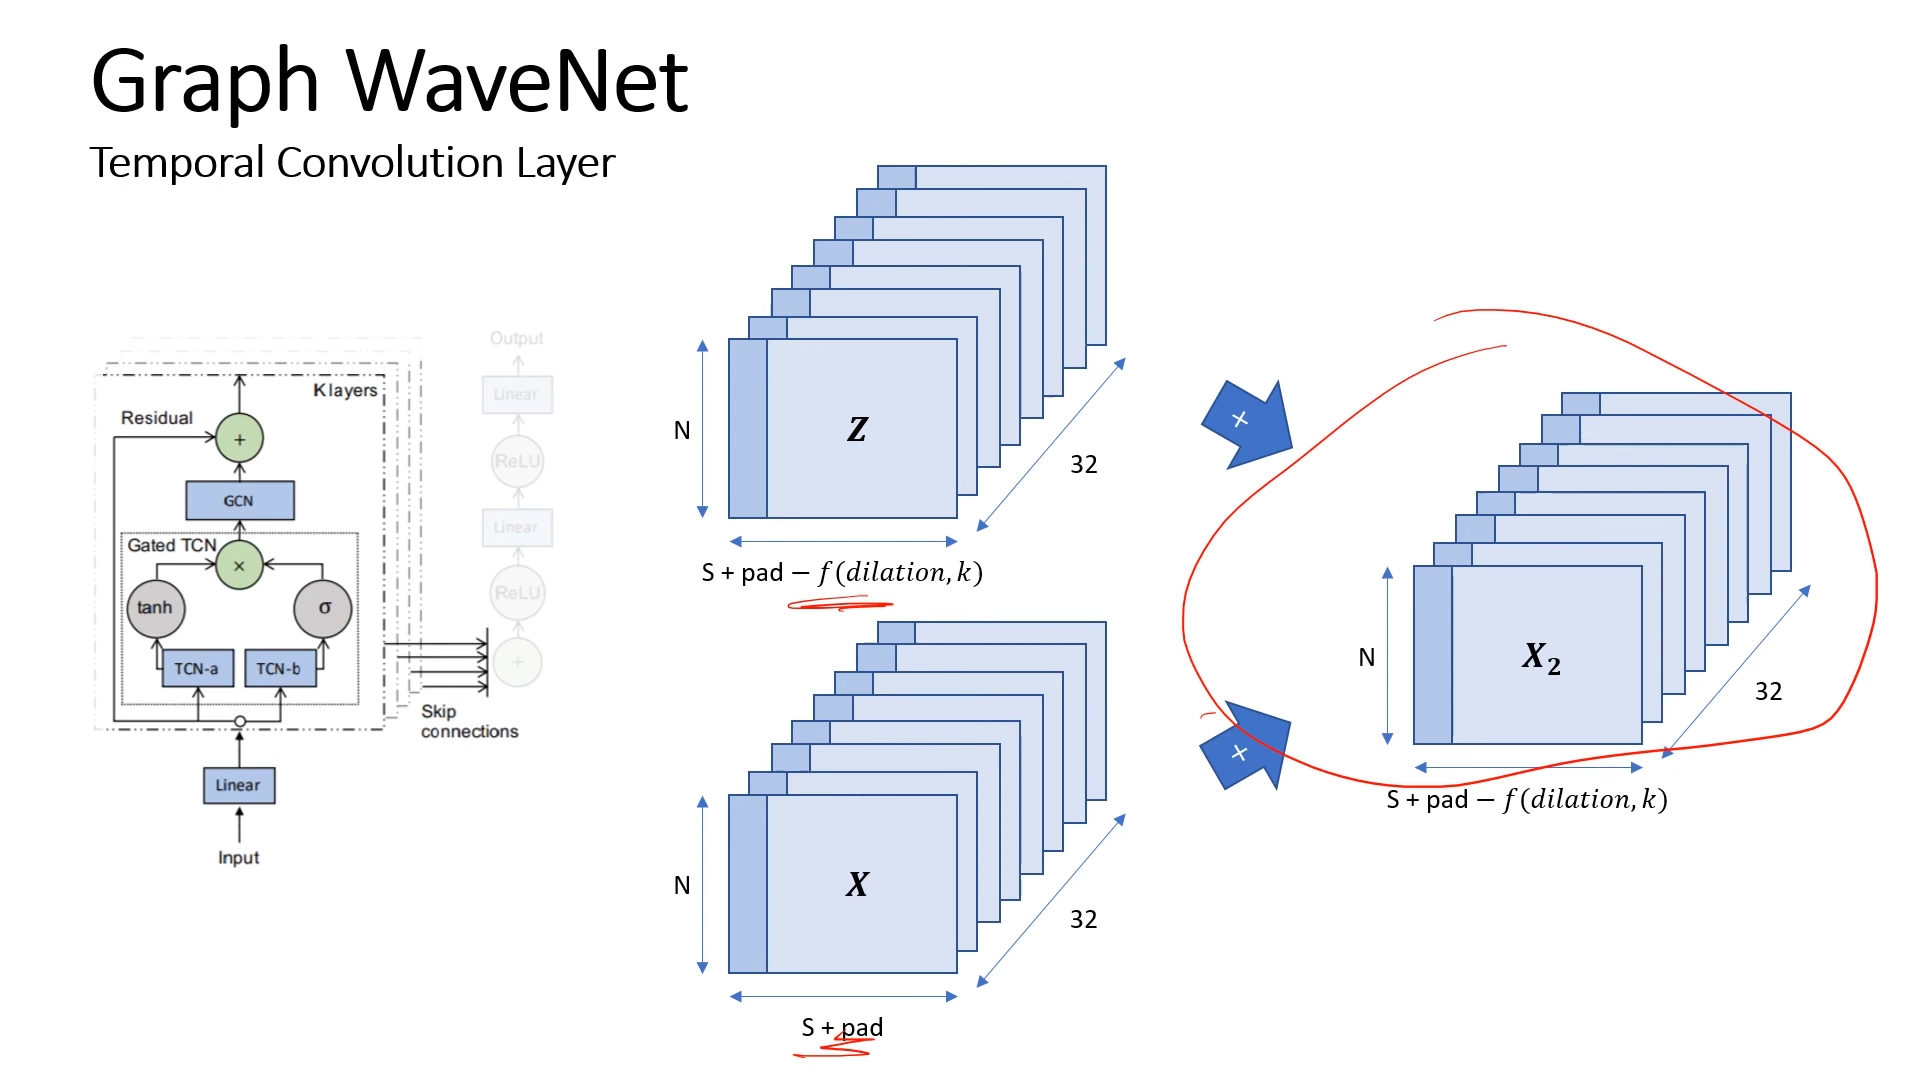 Graph WaveNet
Temporal Convolution Layer
Output
Linear
ReLU
Linear
ReLU
+
K layers
Residual
+
GCN
Gated TCN
×
tanh
σ
TCN-a
TCN-b
Skip
connections
Linear
Input
N
Z
32
S + pad − f(dilation, k)
N
X
32
S + pad
+
+
N
X₂
32
S + pad − f(dilation, k)